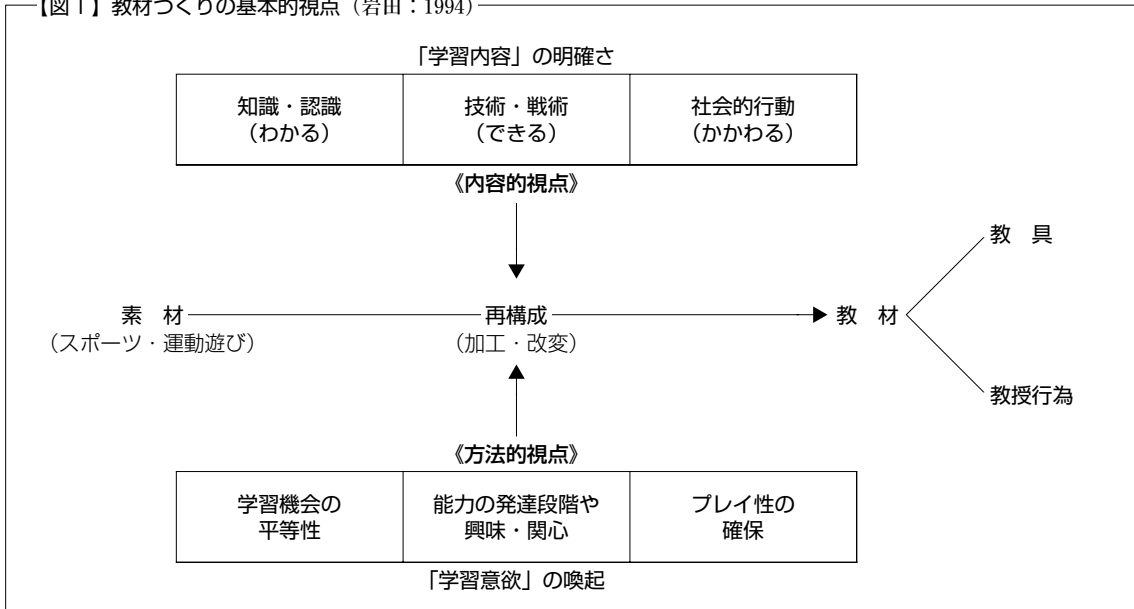 【図1】教材づくりの基本的視点(岩田:1994)
「学習内容」の明確さ
知識・認識
(わかる)
技術・戦術
(できる)
社会的行動
(かかわる)
《内容的視点》
教 具
素 材
(スポーツ・運動遊び)
再構成
(加工・改変)
教 材
教授行為
《方法的視点》
学習機会の
平等性
能力の発達段階や
興味・関心
プレイ性の
確保
「学習意欲」の喚起